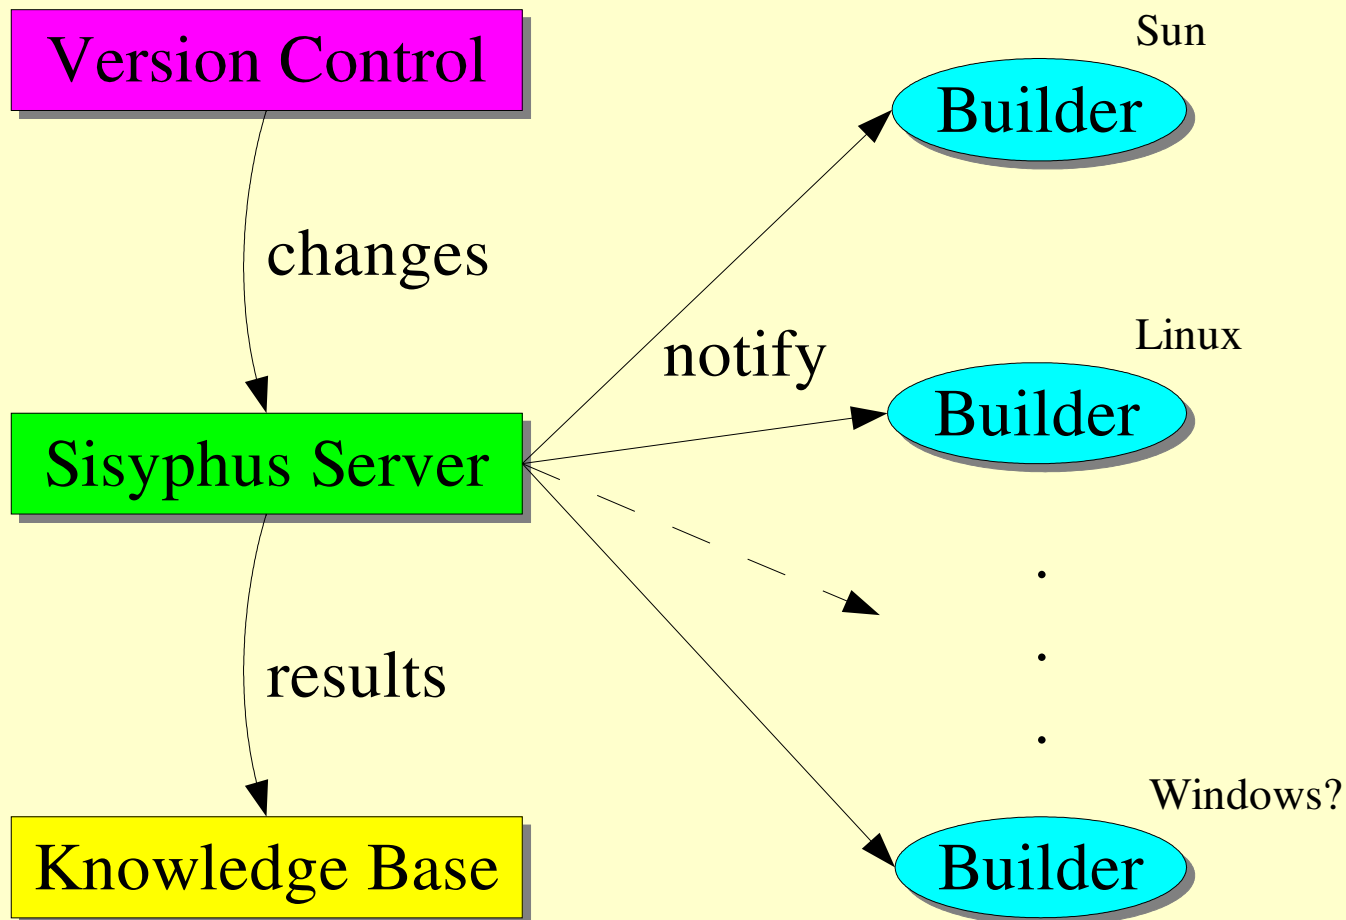 Version Control
changes
Sisyphus Server
results
Knowledge Base
notify
Sun
Builder
Linux
Builder
.
.
.
Windows?
Builder